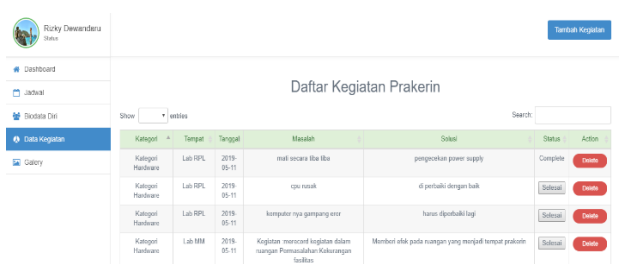 Rizky Dewandaru
Status
Tambah Kegiatan
Dashboard
Jadwal
Biodata Diri
Data Kegiatan
Galery
Daftar Kegiatan Prakerin
Show entries
Search:
Kategori Tempat Tanggal Masalah Solusi Status Action
Kategori Hardware Lab RPL 2019-05-11 mati secara tiba tiba pengecekan power supply Complete Delete
Kategori Hardware Lab RPL 2019-05-11 cpu rusak di perbaiki dengan baik Selesai Delete
Kategori Hardware Lab RPL 2019-05-11 komputer nya gampang eror harus diperbaiki lagi Selesai Delete
Kategori Hardware Lab MM 2019-05-11 Kegiatan merecord kegiatan dalam ruangan Permasalahan Kekurangan fasilitas Memberi efek pada ruangan yang menjadi tempat prakerin Selesai Delete